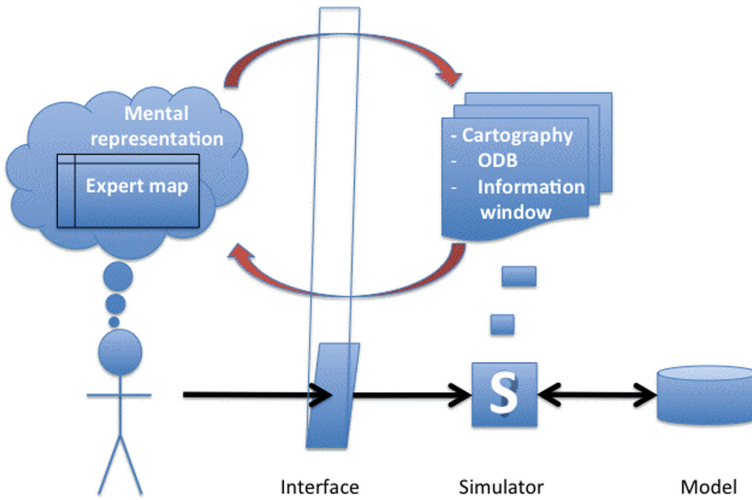 Mental
representation
Expert map
- Cartography
- ODB
- Information
window
S
Interface
Simulator
Model